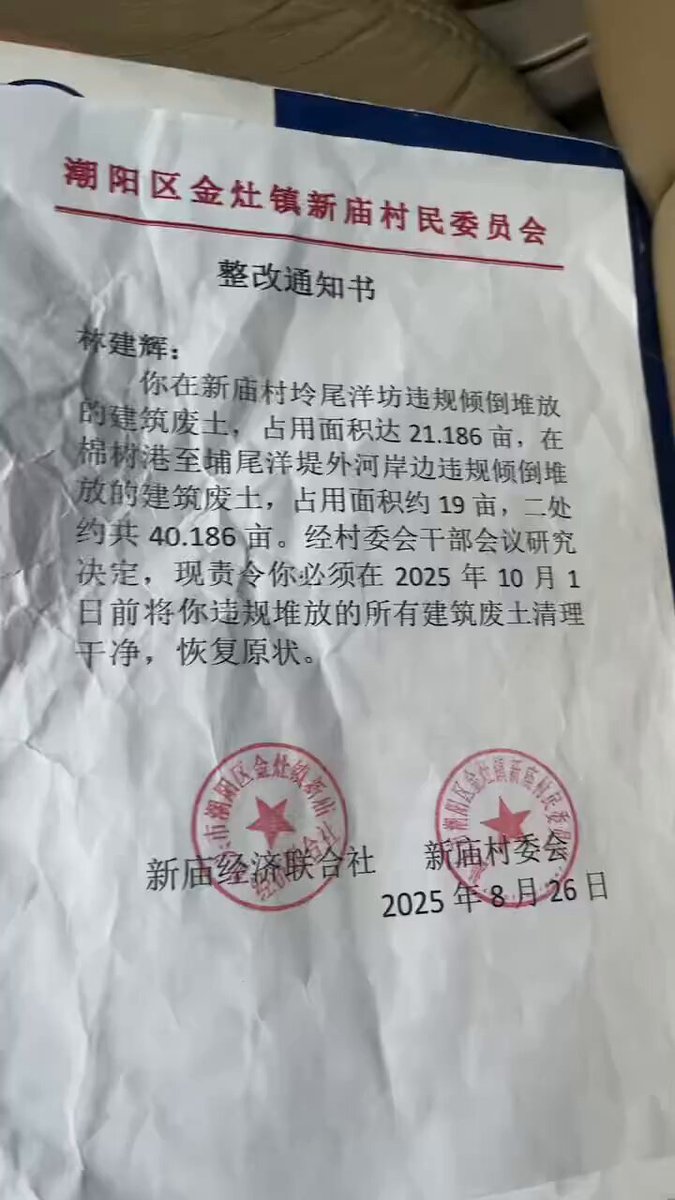 潮阳区金灶镇新庙村民委员会
整改通知书
林建辉：
你在新庙村坽尾洋坊违规倾倒堆放
的建筑废土，占用面积达 21.186 亩，在
棉树港至埔尾洋堤外河岸边违规倾倒堆
放的建筑废土，占用面积约 19 亩，二处
约共 40.186 亩。经村委会干部会议研究
决定，现责令你必须在 2025 年 10 月 1
日前将你违规堆放的所有建筑废土清理
干净，恢复原状。
市潮阳区金灶镇新庙
潮阳区金灶镇新庙村民委员会
新庙经济联合社
新庙村委会
2025 年 8 月 26 日